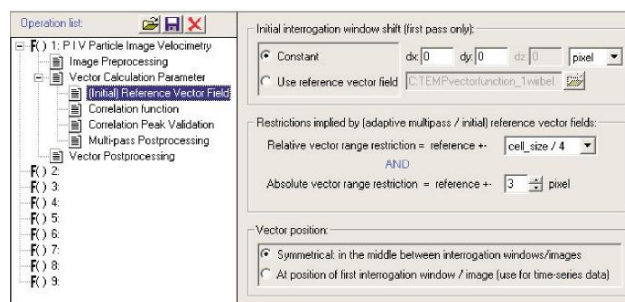 Operation list:
F( ) 1: P I V Particle Image Velocimetry
Image Preprocessing
Vector Calculation Parameter
(Initial) Reference Vector Field
Correlation function
Correlation Peak Validation
Multi-pass Postprocessing
Vector Postprocessing
F( ) 2:
F( ) 3:
F( ) 4:
F( ) 5:
F( ) 6:
F( ) 7:
F( ) 8:
F( ) 9:
Initial interrogation window shift (first pass only):
Constant dx: 0 dy: 0 dz: 0 pixel
Use reference vector field C:TEMPvectorfunction_1wirbel
Restrictions implied by (adaptive multipass / initial) reference vector fields:
Relative vector range restriction = reference +- cell_size / 4
AND
Absolute vector range restriction = reference +- 3 pixel
Vector position:
Symmetrical: in the middle between interrogation windows/images
At position of first interrogation window / image (use for time-series data)